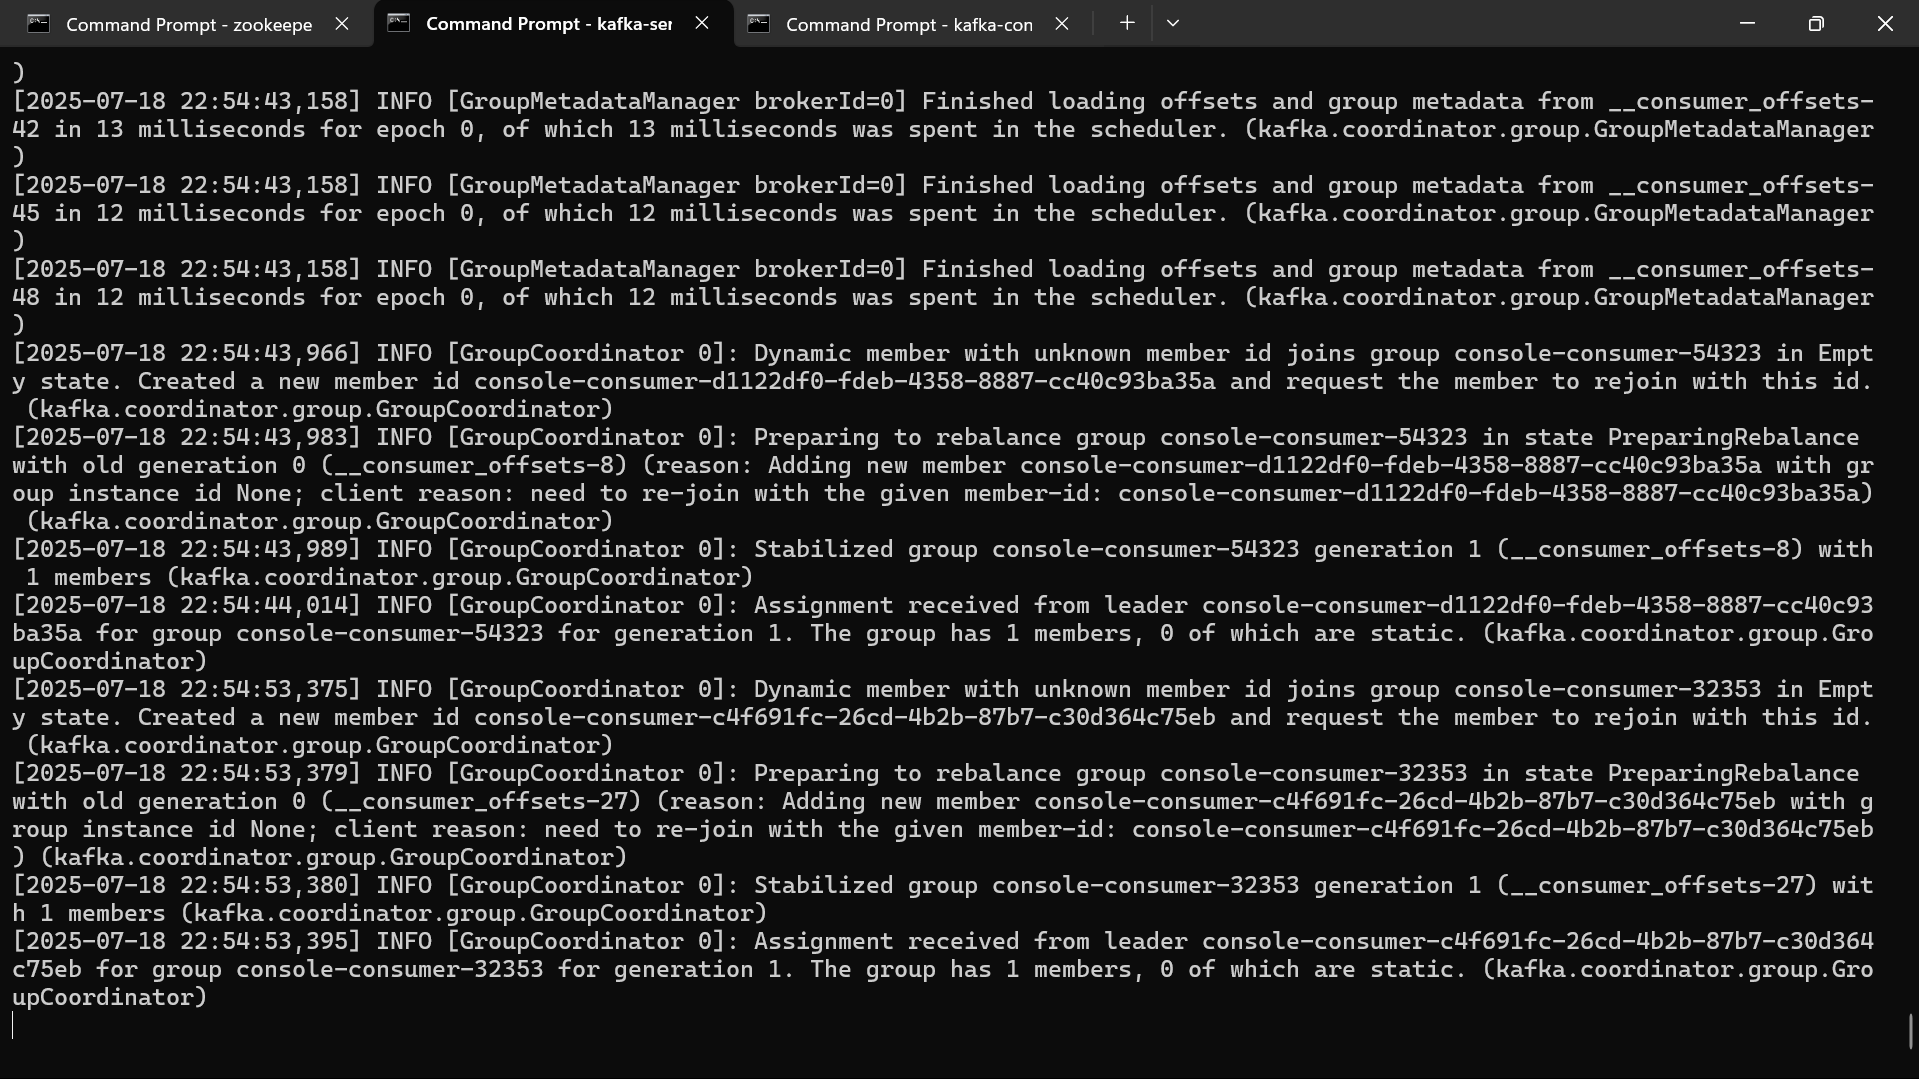 Command Prompt - zookeepe
Command Prompt - kafka-ser
Command Prompt - kafka-con
)
[2025-07-18 22:54:43,158] INFO [GroupMetadataManager brokerId=0] Finished loading offsets and group metadata from __consumer_offsets-
42 in 13 milliseconds for epoch 0, of which 13 milliseconds was spent in the scheduler. (kafka.coordinator.group.GroupMetadataManager
)
[2025-07-18 22:54:43,158] INFO [GroupMetadataManager brokerId=0] Finished loading offsets and group metadata from __consumer_offsets-
45 in 12 milliseconds for epoch 0, of which 12 milliseconds was spent in the scheduler. (kafka.coordinator.group.GroupMetadataManager
)
[2025-07-18 22:54:43,158] INFO [GroupMetadataManager brokerId=0] Finished loading offsets and group metadata from __consumer_offsets-
48 in 12 milliseconds for epoch 0, of which 12 milliseconds was spent in the scheduler. (kafka.coordinator.group.GroupMetadataManager
)
[2025-07-18 22:54:43,966] INFO [GroupCoordinator 0]: Dynamic member with unknown member id joins group console-consumer-54323 in Empt
y state. Created a new member id console-consumer-d1122df0-fdeb-4358-8887-cc40c93ba35a and request the member to rejoin with this id.
 (kafka.coordinator.group.GroupCoordinator)
[2025-07-18 22:54:43,983] INFO [GroupCoordinator 0]: Preparing to rebalance group console-consumer-54323 in state PreparingRebalance
with old generation 0 (__consumer_offsets-8) (reason: Adding new member console-consumer-d1122df0-fdeb-4358-8887-cc40c93ba35a with gr
oup instance id None; client reason: need to re-join with the given member-id: console-consumer-d1122df0-fdeb-4358-8887-cc40c93ba35a)
 (kafka.coordinator.group.GroupCoordinator)
[2025-07-18 22:54:43,989] INFO [GroupCoordinator 0]: Stabilized group console-consumer-54323 generation 1 (__consumer_offsets-8) with
 1 members (kafka.coordinator.group.GroupCoordinator)
[2025-07-18 22:54:44,014] INFO [GroupCoordinator 0]: Assignment received from leader console-consumer-d1122df0-fdeb-4358-8887-cc40c93
ba35a for group console-consumer-54323 for generation 1. The group has 1 members, 0 of which are static. (kafka.coordinator.group.Gro
upCoordinator)
[2025-07-18 22:54:53,375] INFO [GroupCoordinator 0]: Dynamic member with unknown member id joins group console-consumer-32353 in Empt
y state. Created a new member id console-consumer-c4f691fc-26cd-4b2b-87b7-c30d364c75eb and request the member to rejoin with this id.
 (kafka.coordinator.group.GroupCoordinator)
[2025-07-18 22:54:53,379] INFO [GroupCoordinator 0]: Preparing to rebalance group console-consumer-32353 in state PreparingRebalance
with old generation 0 (__consumer_offsets-27) (reason: Adding new member console-consumer-c4f691fc-26cd-4b2b-87b7-c30d364c75eb with g
roup instance id None; client reason: need to re-join with the given member-id: console-consumer-c4f691fc-26cd-4b2b-87b7-c30d364c75eb
) (kafka.coordinator.group.GroupCoordinator)
[2025-07-18 22:54:53,380] INFO [GroupCoordinator 0]: Stabilized group console-consumer-32353 generation 1 (__consumer_offsets-27) wit
h 1 members (kafka.coordinator.group.GroupCoordinator)
[2025-07-18 22:54:53,395] INFO [GroupCoordinator 0]: Assignment received from leader console-consumer-c4f691fc-26cd-4b2b-87b7-c30d364
c75eb for group console-consumer-32353 for generation 1. The group has 1 members, 0 of which are static. (kafka.coordinator.group.Gro
upCoordinator)